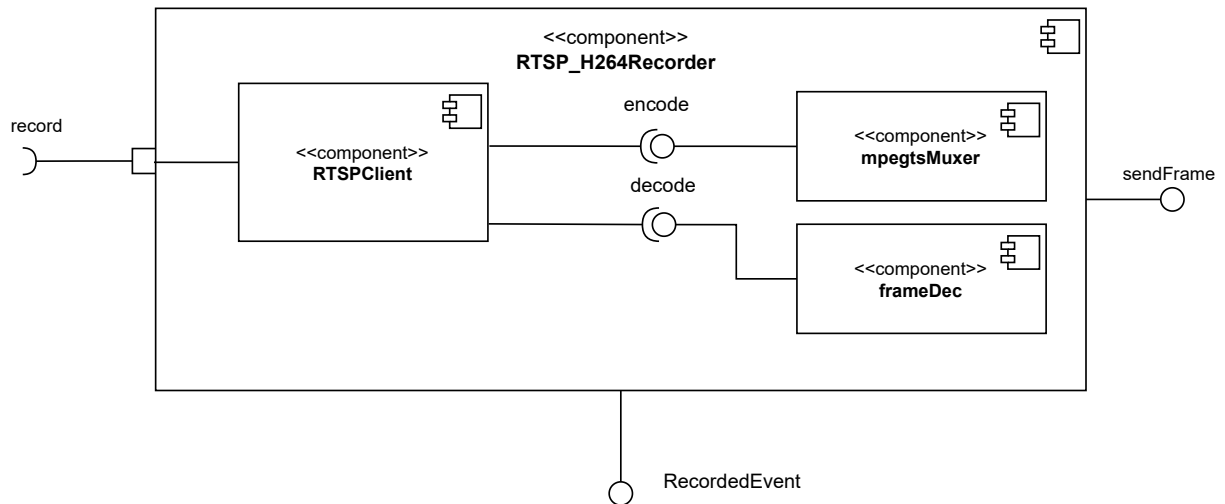 <<component>>
RTSP_H264Recorder
record
<<component>>
RTSPClient
encode
decode
<<component>>
mpegtsMuxer
<<component>>
frameDec
sendFrame
RecordedEvent